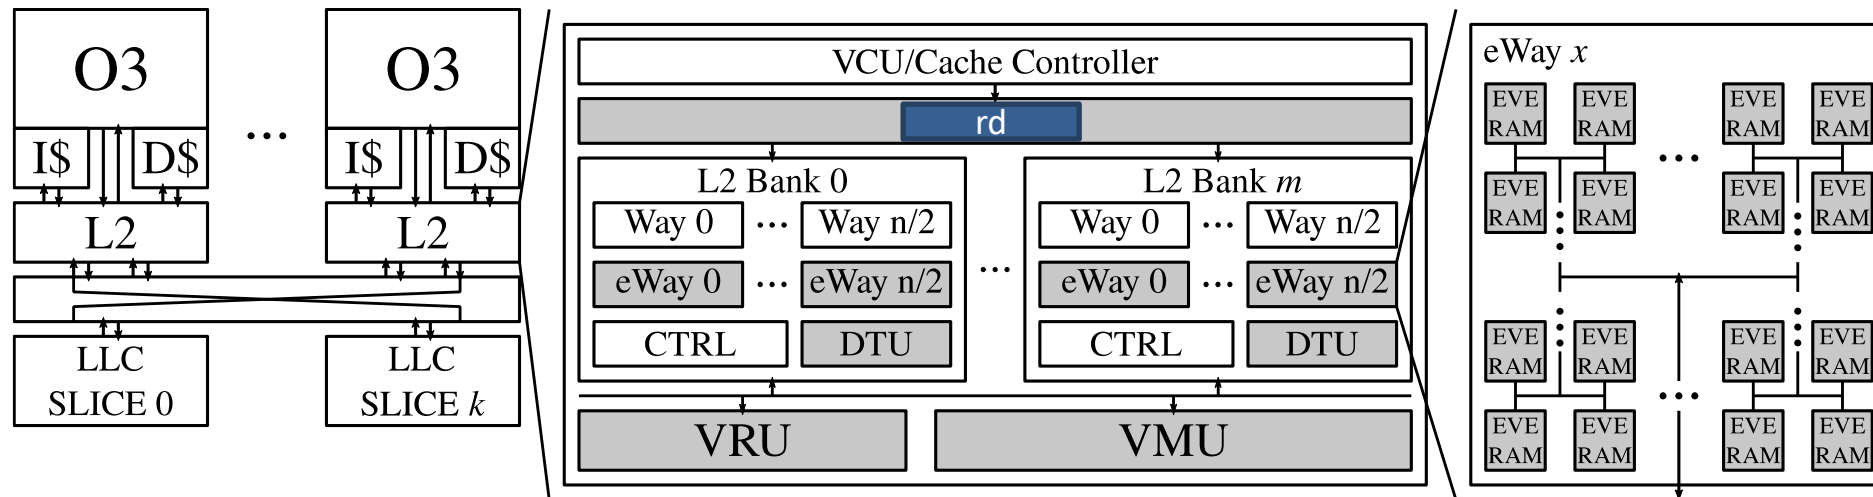 O3
...
O3
I$
D$
I$
D$
L2
L2
LLC
SLICE 0
LLC
SLICE k
VCU/Cache Controller
rd
L2 Bank 0
Way 0 ... Way n/2
eWay 0 ... eWay n/2
CTRL
DTU
...
L2 Bank m
Way 0 ... Way n/2
eWay 0 ... eWay n/2
CTRL
DTU
VRU
VMU
eWay x
EVE
RAM
EVE
RAM
...
EVE
RAM
EVE
RAM
EVE
RAM
EVE
RAM
EVE
RAM
EVE
RAM
EVE
RAM
EVE
RAM
...
EVE
RAM
EVE
RAM
EVE
RAM
EVE
RAM
EVE
RAM
EVE
RAM